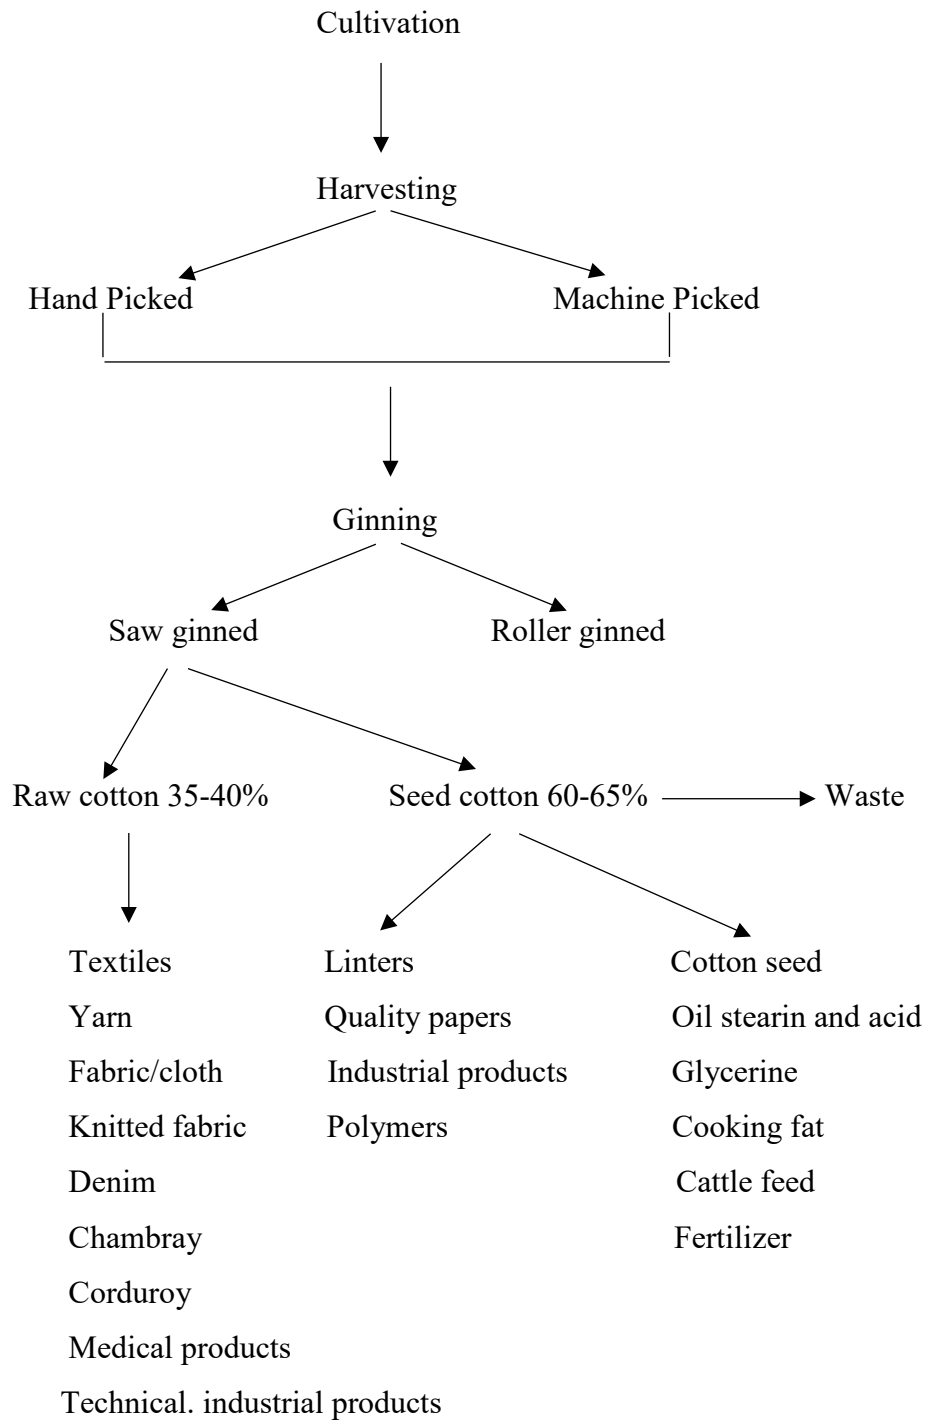 Cultivation
Harvesting
Hand Picked
Machine Picked
Ginning
Saw ginned
Roller ginned
Raw cotton 35-40%
Seed cotton 60-65%
Waste
Textiles
Yarn
Fabric/cloth
Knitted fabric
Denim
Chambray
Corduroy
Medical products
Technical. industrial products
Linters
Quality papers
Industrial products
Polymers
Cotton seed
Oil stearin and acid
Glycerine
Cooking fat
Cattle feed
Fertilizer